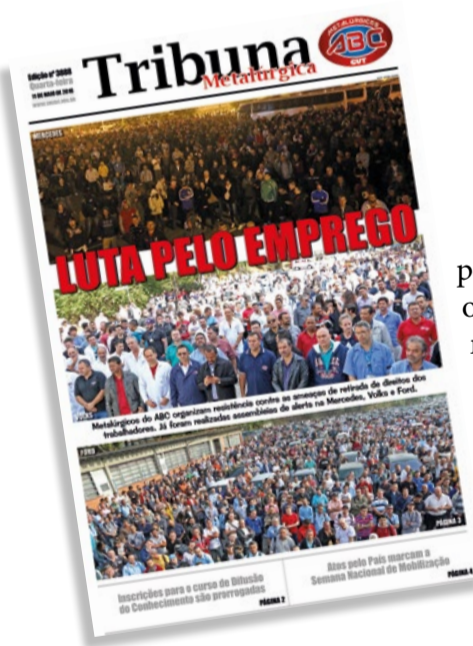 Quarta-feira
Tribuna
Metalúrgica
METALÚRGICOS
ABC
CUT
MERCEDES
LUTA PELO EMPREGO
Metalúrgicos do ABC organizam resistência contra as ameaças de retirada de direitos dos
trabalhadores. Já foram realizadas assembleias de alerta na Mercedes, Volks e Ford.
FORD
PÁGINA 3
Inscrições para o curso de Difusão
do Conhecimento são prorrogadas
PÁGINA 2
Atos pelo País marcam a
Semana Nacional de Mobilização
PÁGINA 4
p
o